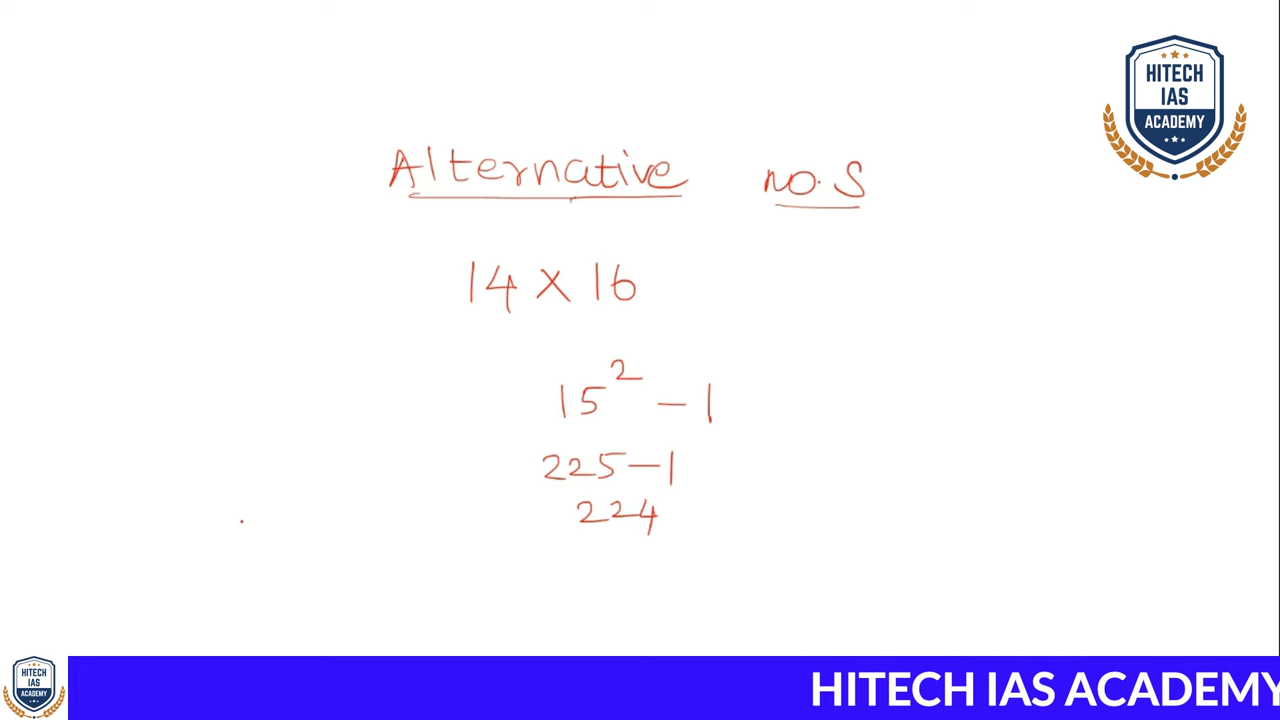 HITECH
IAS
ACADEMY
Alternative no.s
14 × 16
15² – 1
225 – 1
224
HITECH
IAS
ACADEMY
HITECH IAS ACADEMY